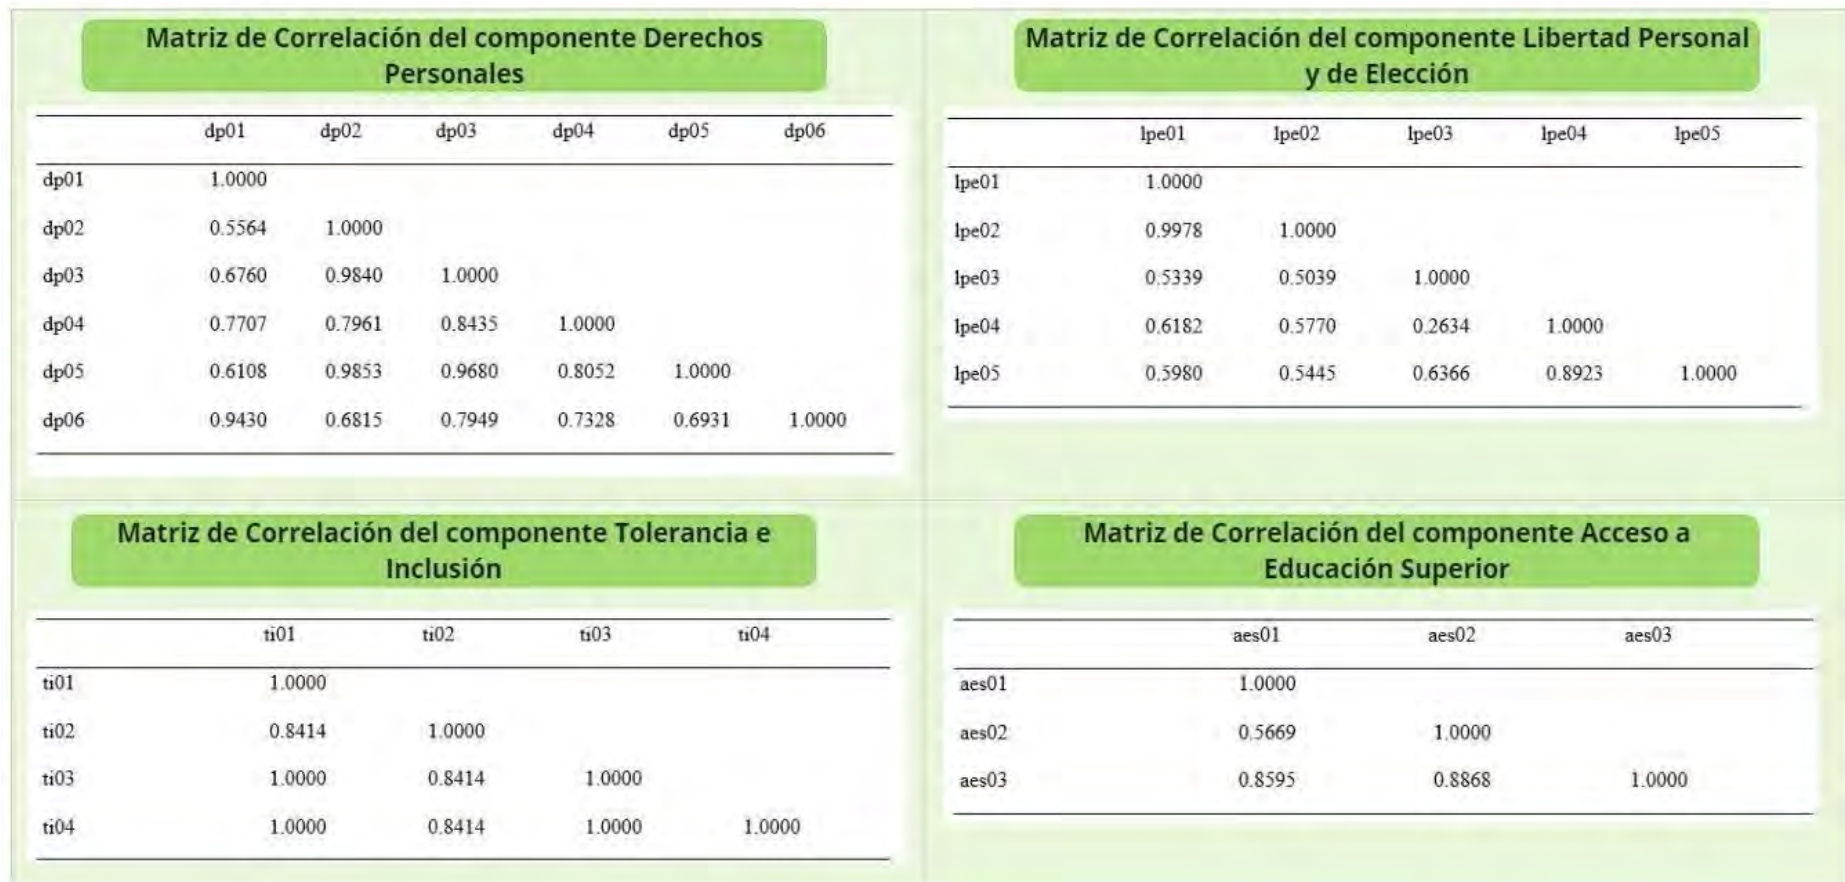 Matriz de Correlación del componente Derechos
Personales
dp01 dp02 dp03 dp04 dp05 dp06
dp01 1.0000
dp02 0.5564 1.0000
dp03 0.6760 0.9840 1.0000
dp04 0.7707 0.7961 0.8435 1.0000
dp05 0.6108 0.9853 0.9680 0.8052 1.0000
dp06 0.9430 0.6815 0.7949 0.7328 0.6931 1.0000
Matriz de Correlación del componente Libertad Personal
y de Elección
lpe01 lpe02 lpe03 lpe04 lpe05
lpe01 1.0000
lpe02 0.9978 1.0000
lpe03 0.5339 0.5039 1.0000
lpe04 0.6182 0.5770 0.2634 1.0000
lpe05 0.5980 0.5445 0.6366 0.8923 1.0000
Matriz de Correlación del componente Tolerancia e
Inclusión
ti01 ti02 ti03 ti04
ti01 1.0000
ti02 0.8414 1.0000
ti03 1.0000 0.8414 1.0000
ti04 1.0000 0.8414 1.0000 1.0000
Matriz de Correlación del componente Acceso a
Educación Superior
aes01 aes02 aes03
aes01 1.0000
aes02 0.5669 1.0000
aes03 0.8595 0.8868 1.0000